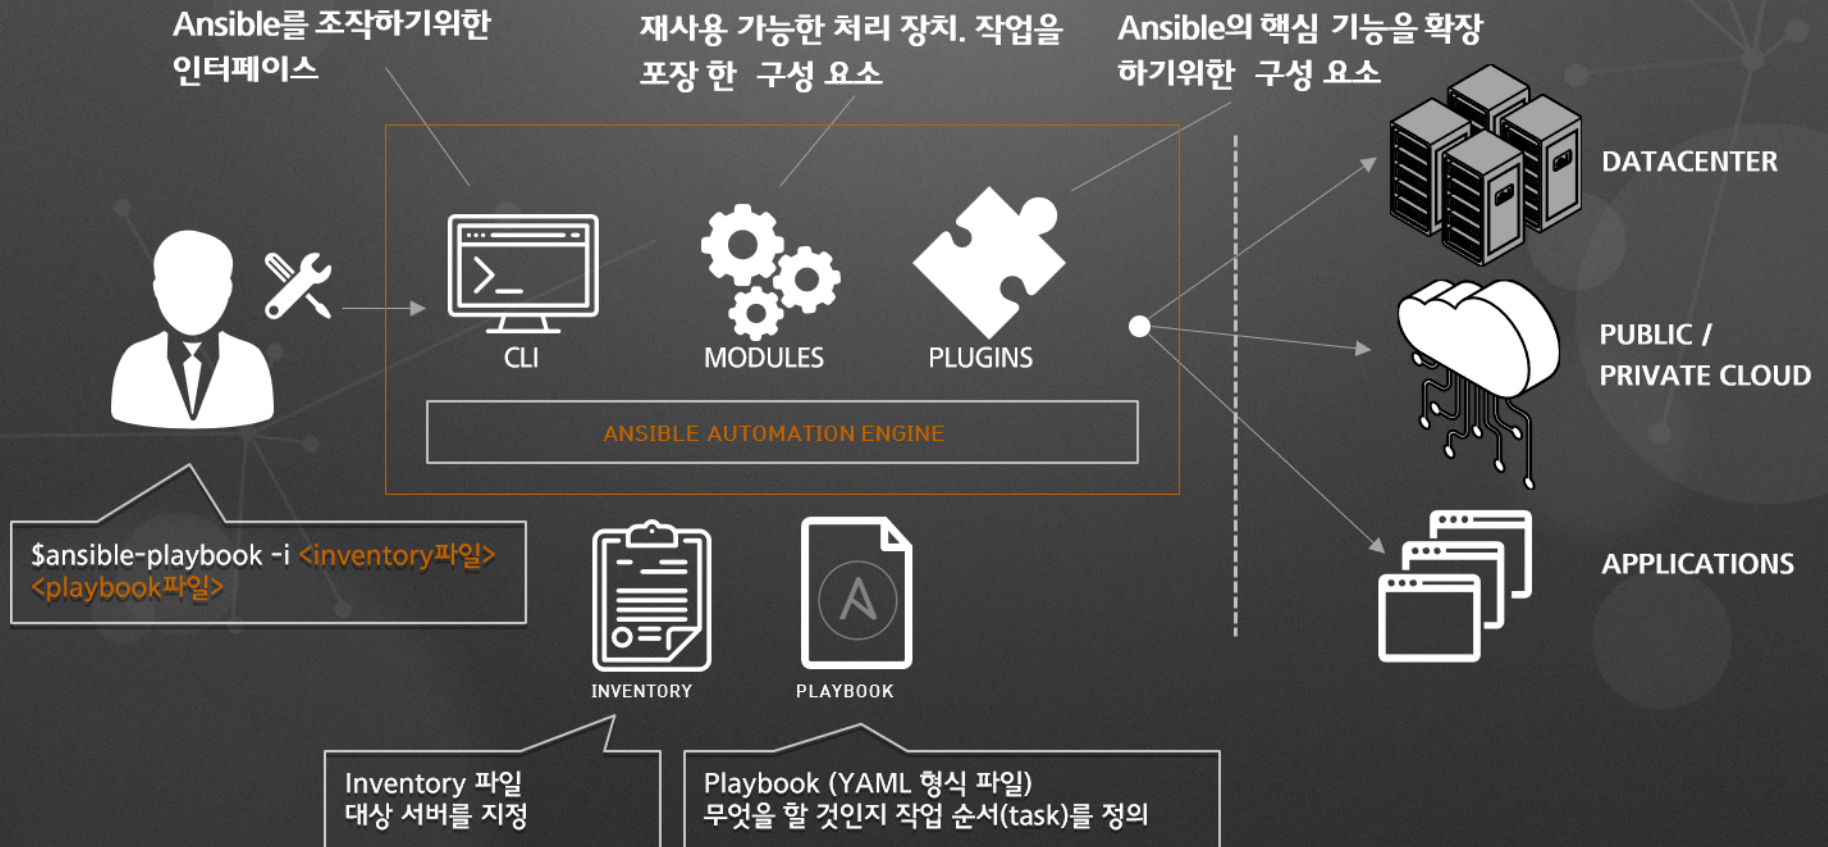 Ansible를 조작하기위한
인터페이스
재사용 가능한 처리 장치. 작업을
포장 한 구성 요소
Ansible의 핵심 기능을 확장
하기위한 구성 요소
DATACENTER
CLI
MODULES
PLUGINS
PUBLIC /
PRIVATE CLOUD
ANSIBLE AUTOMATION ENGINE
$ansible-playbook -i <inventory파일>
<playbook파일>
APPLICATIONS
INVENTORY
PLAYBOOK
Inventory 파일
대상 서버를 지정
Playbook (YAML 형식 파일)
무엇을 할 것인지 작업 순서(task)를 정의